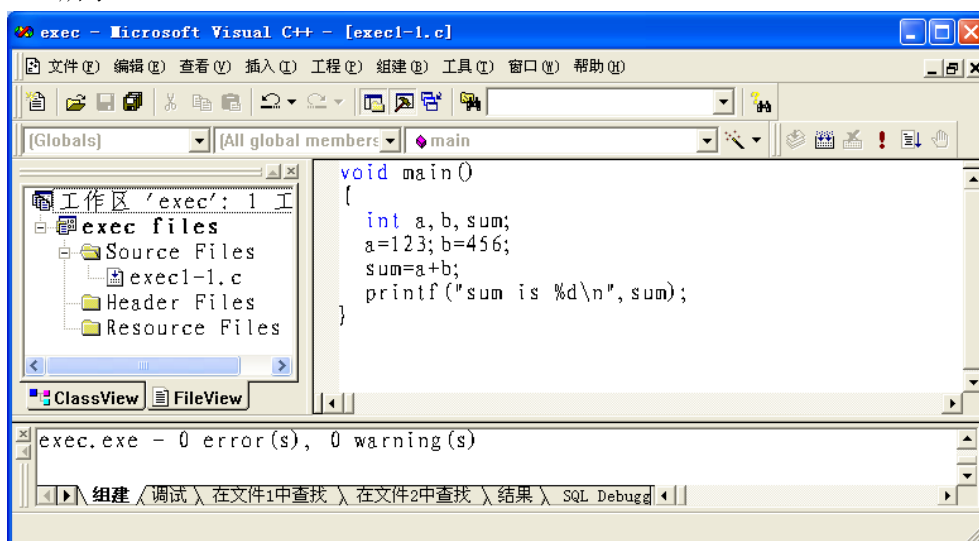 exec - Microsoft Visual C++ - [exec1-1.c]
文件(F) 编辑(E) 查看(V) 插入(I) 工程(P) 组建(B) 工具(T) 窗口(W) 帮助(H)
(Globals) (All global members main
工作区 'exec': 1 工
exec files
Source Files
exec1-1.c
Header Files
Resource Files
ClassView FileView
void main()
{
int a,b,sum;
a=123;b=456;
sum=a+b;
printf("sum is %d\n",sum);
}
exec.exe - 0 error(s), 0 warning(s)
组建 调试 在文件1中查找 在文件2中查找 结果 SQL Debugg